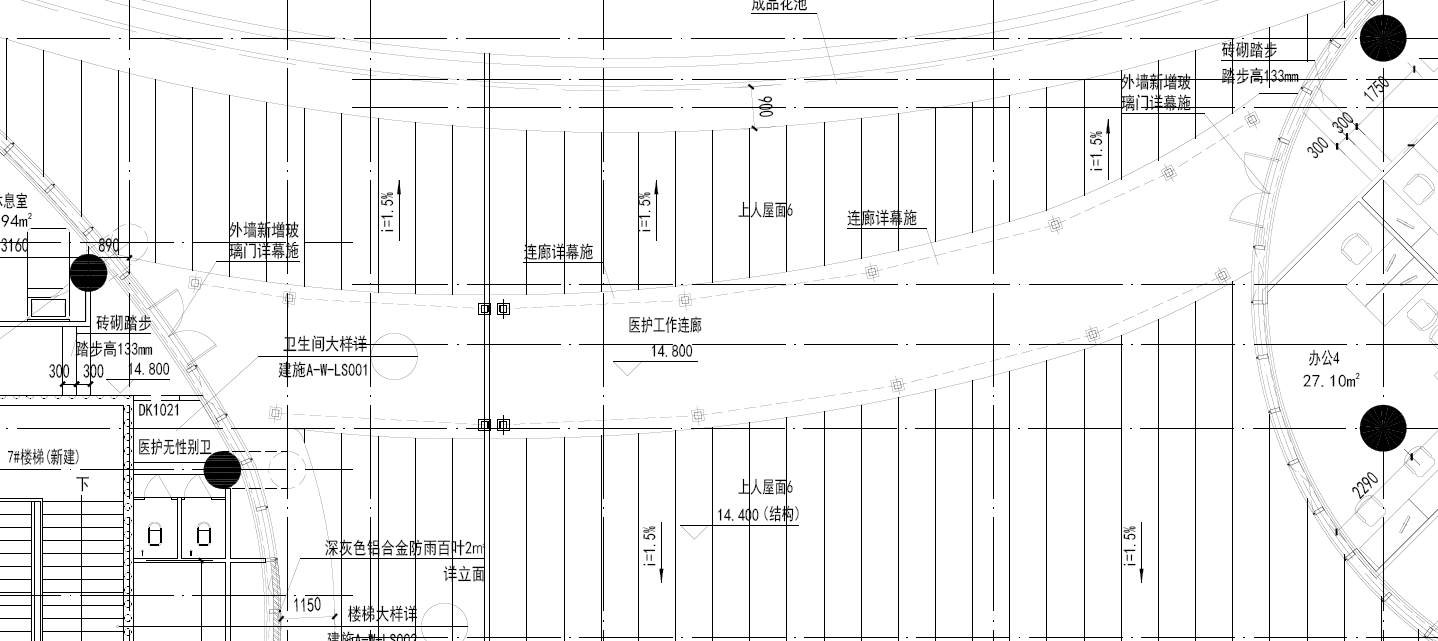 成品花池
砖砌踏步
踏步高133mm
外墙新增玻
璃门详幕施
900
1750
300
300
i=1.5%
i=1.5%
i=1.5%
上人屋面6
连廊详幕施
连廊详幕施
外墙新增玻
璃门详幕施
息室
94m²
3160
890
砖砌踏步
踏步高133mm
300
300
14.800
卫生间大样详
建施A-W-LS001
医护工作连廊
14.800
办公4
27.10m²
DK1021
医护无性别卫
7#楼梯(新建)
下
上人屋面6
14.400(结构)
2290
i=1.5%
i=1.5%
深灰色铝合金防雨百叶2m²
详立面
1150
楼梯大样详